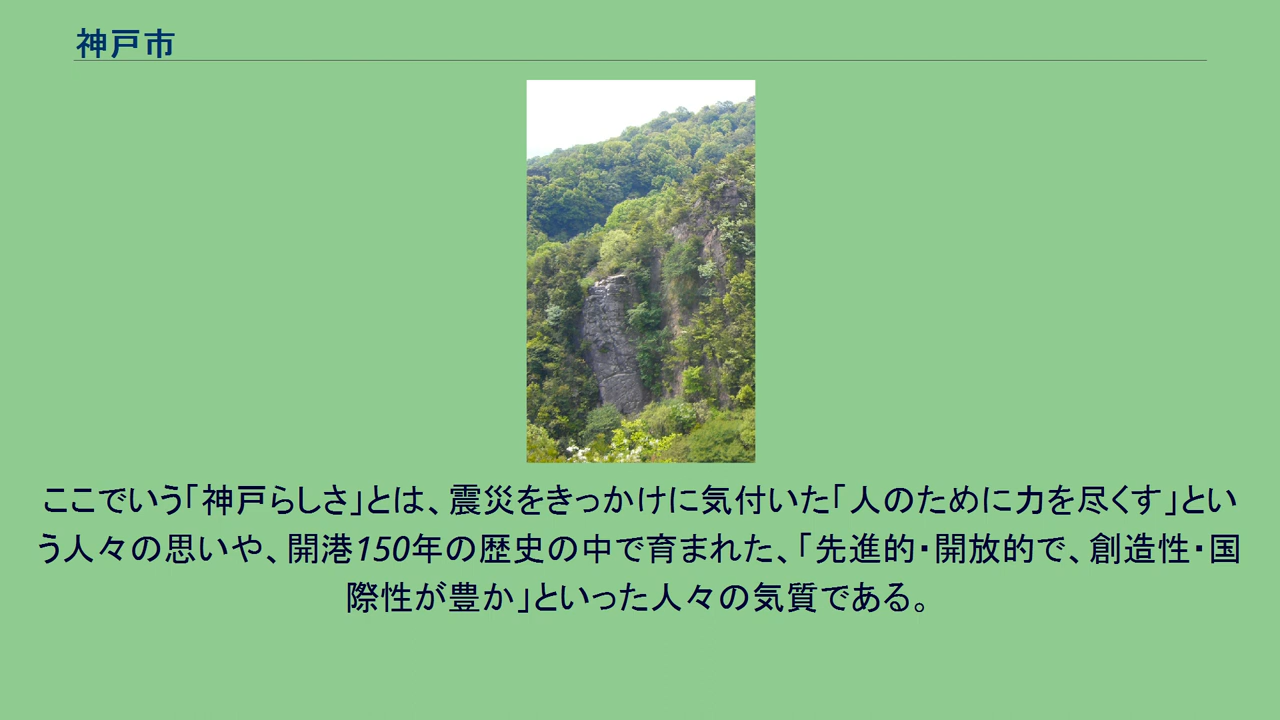 神戸市
ここでいう「神戸らしさ」とは、震災をきっかけに気付いた「人のために力を尽くす」とい
う人々の思いや、開港150年の歴史の中で育まれた、「先進的・開放的で、創造性・国
際性が豊か」といった人々の気質である。